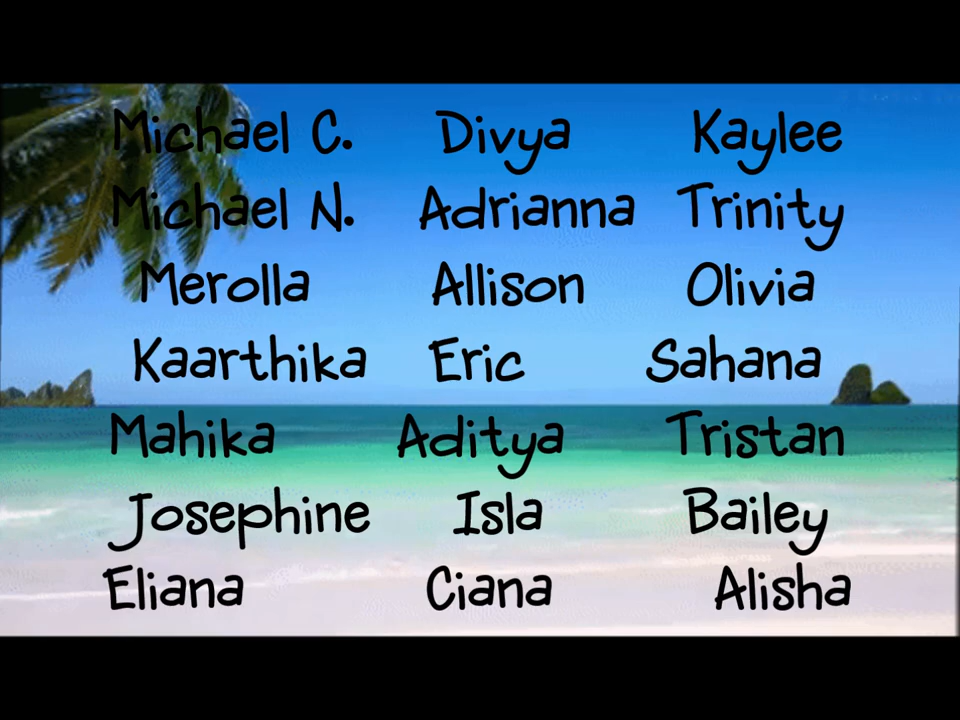 Michael C. Divya Kaylee
Michael N. Adrianna Trinity
Merolla Allison Olivia
Kaarthika Eric Sahana
Mahika Aditya Tristan
Josephine Isla Bailey
Eliana Ciana Alisha